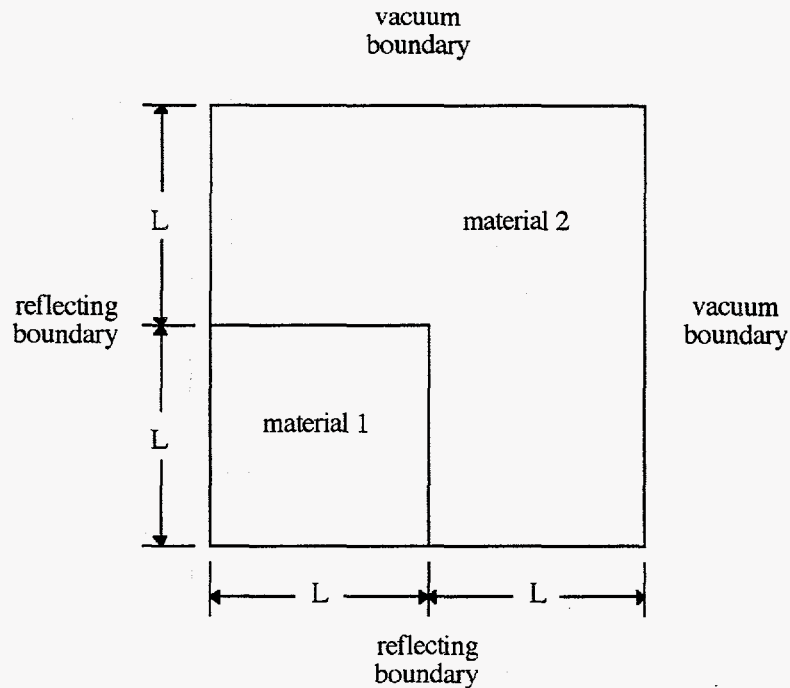 vacuum
boundary
L
material 2
reflecting
boundary
vacuum
boundary
L
material 1
L
L
reflecting
boundary